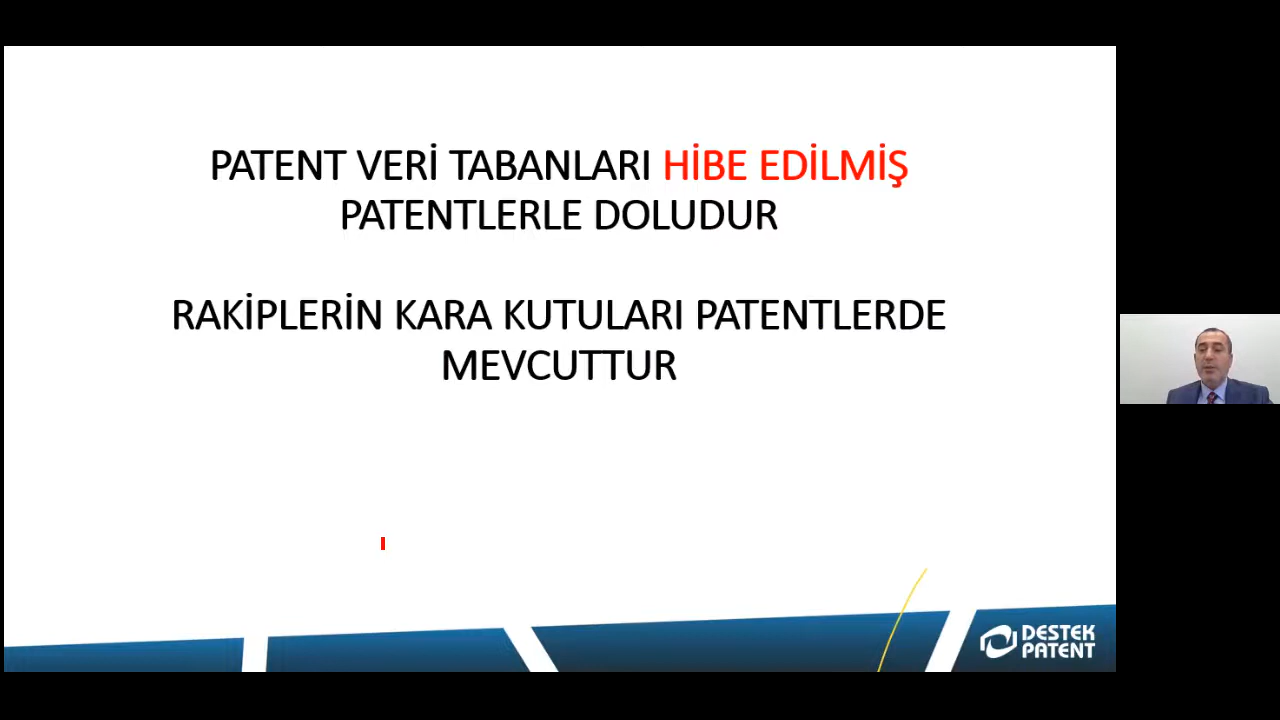 PATENT VERİ TABANLARI HİBE EDİLMİŞ
PATENTLERLE DOLUDUR
RAKİPLERİN KARA KUTULARI PATENTLERDE
MEVCUTTUR
DESTEK
PATENT